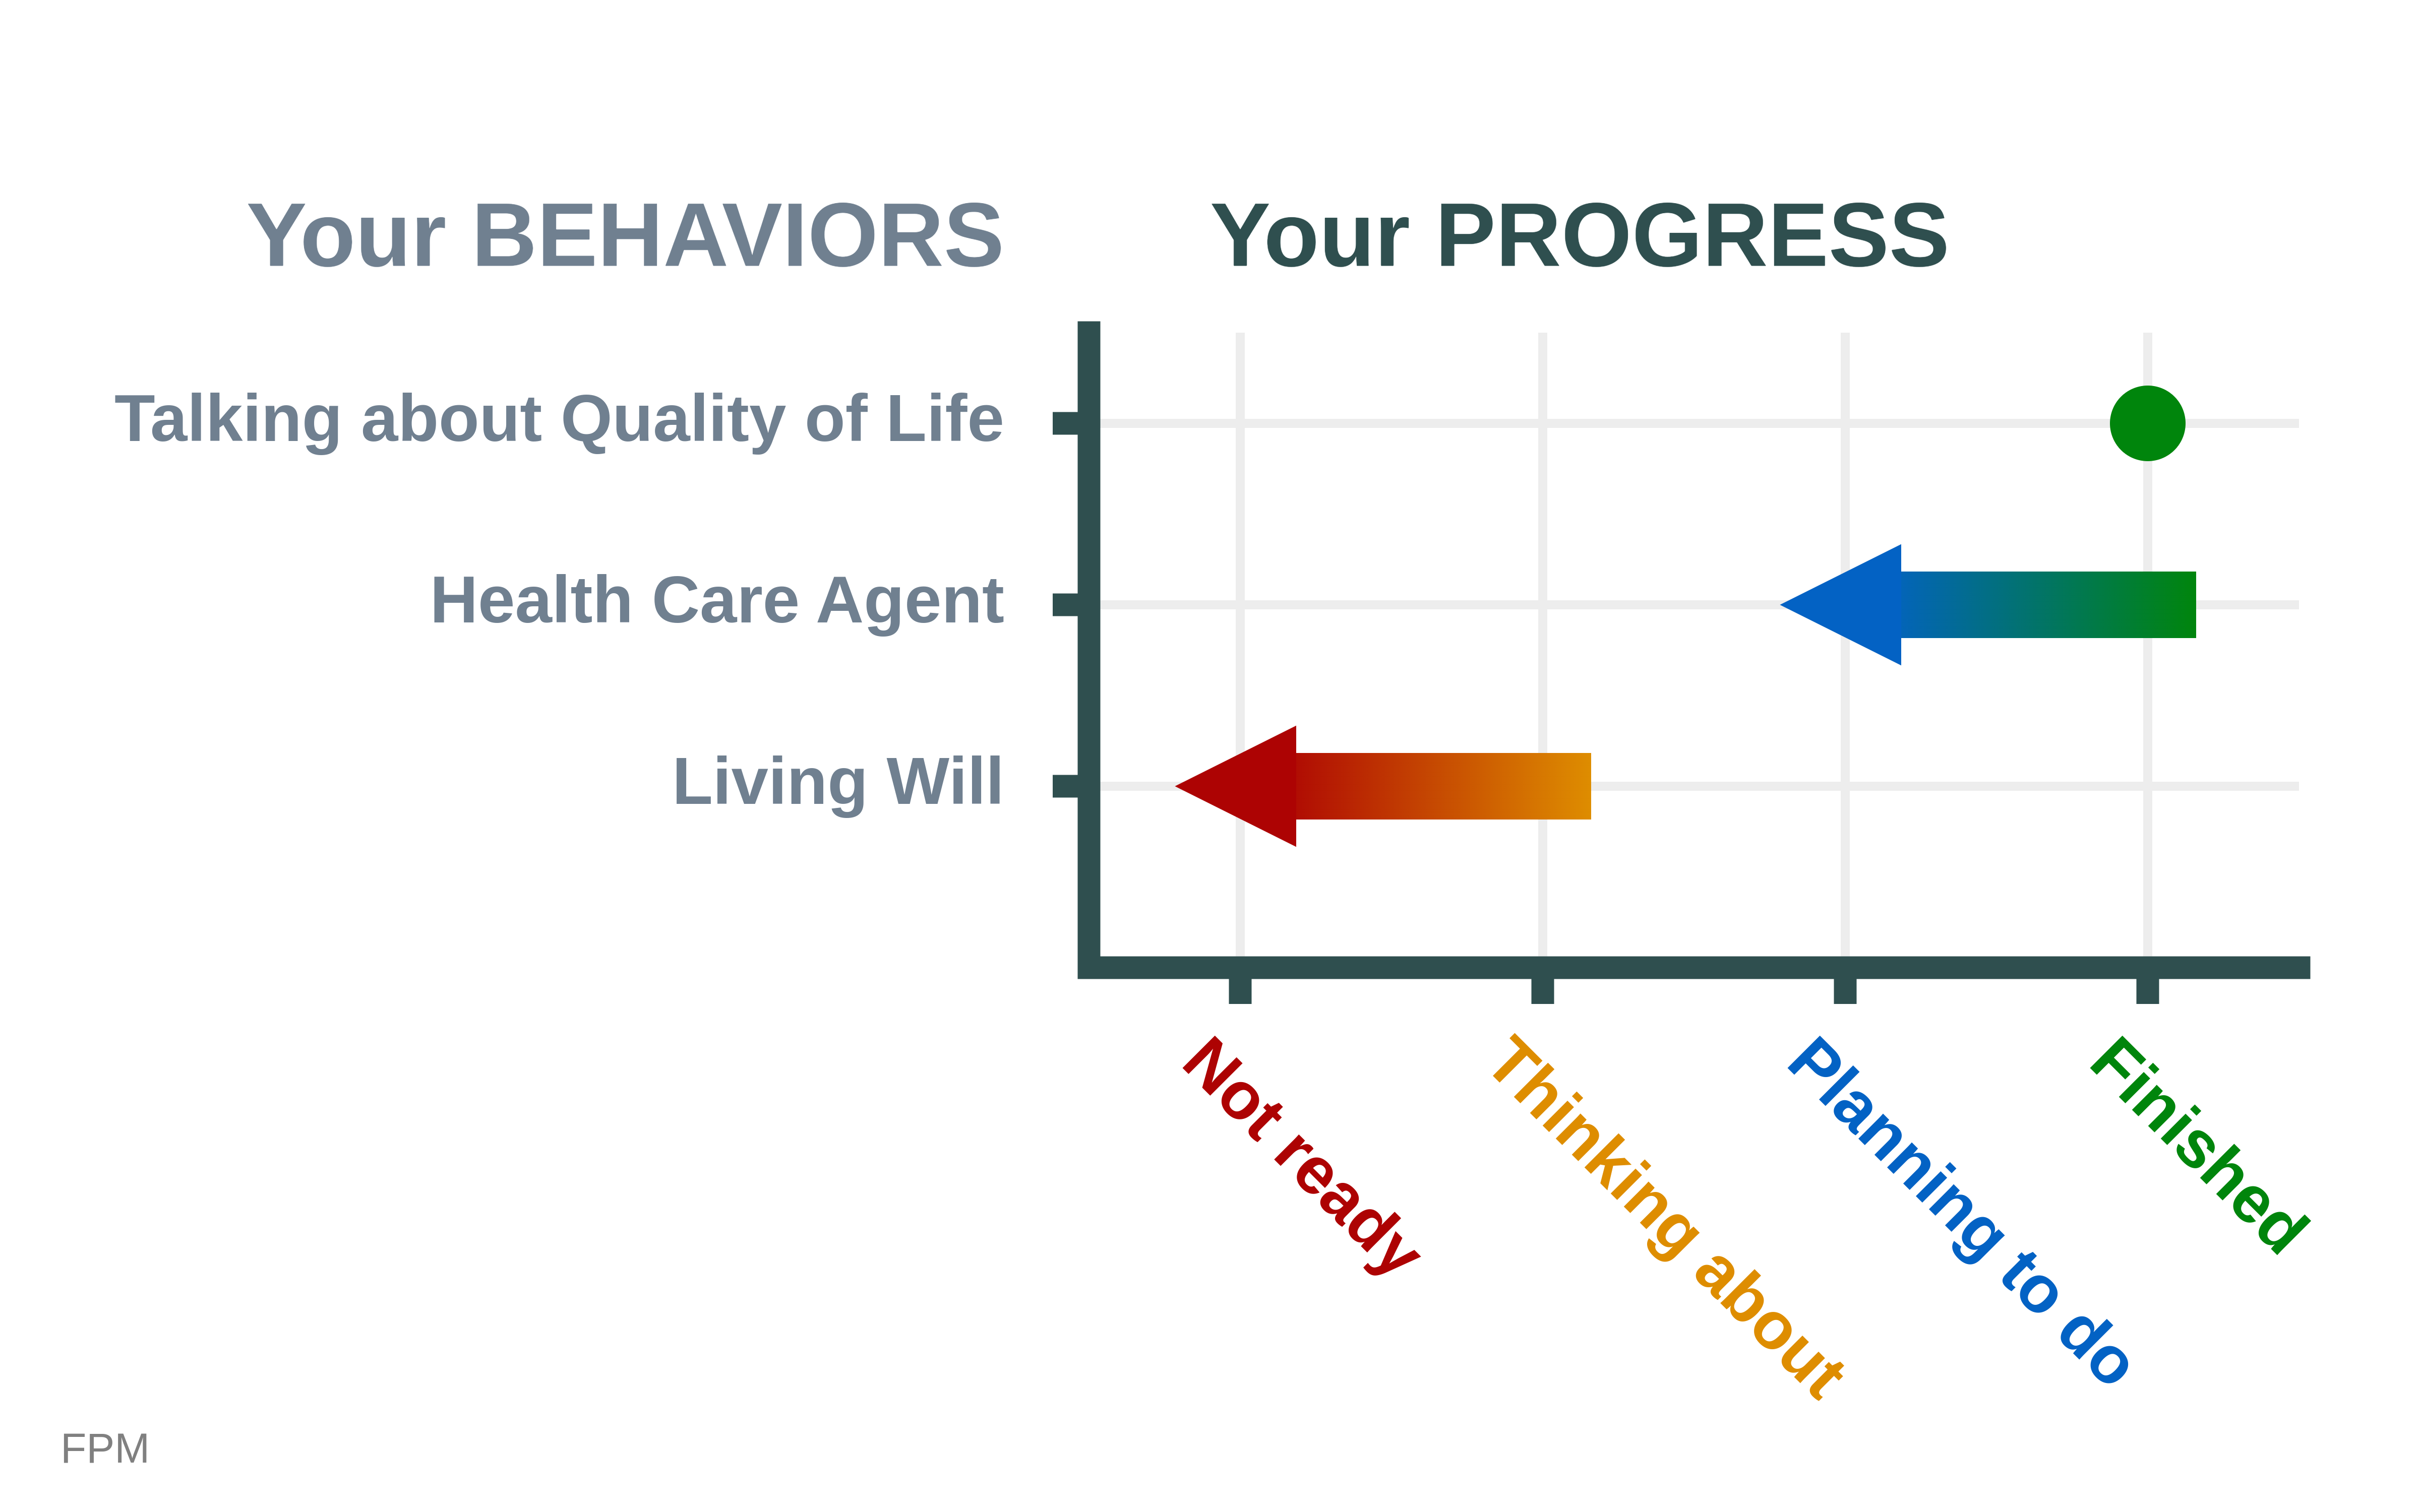 Your BEHAVIORS
Your PROGRESS
Talking about Quality of Life
Health Care Agent
Living Will
Not ready
Thinking about
Planning to do
Finished
FPM